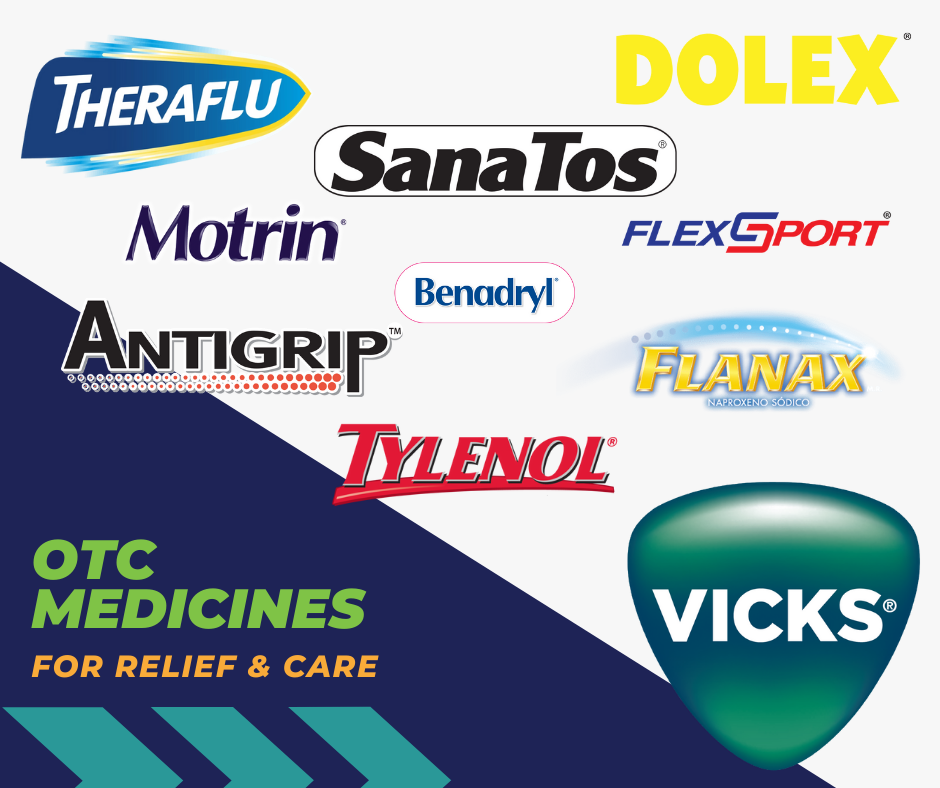 THERAFLU
DOLEX®
SanaTos®
Motrin®
FLEXSPORT®
Benadryl®
ANTIGRIP™
FLANAX
NAPROXENO SÓDICO
TYLENOL®
VICKS®
OTC
MEDICINES
FOR RELIEF & CARE